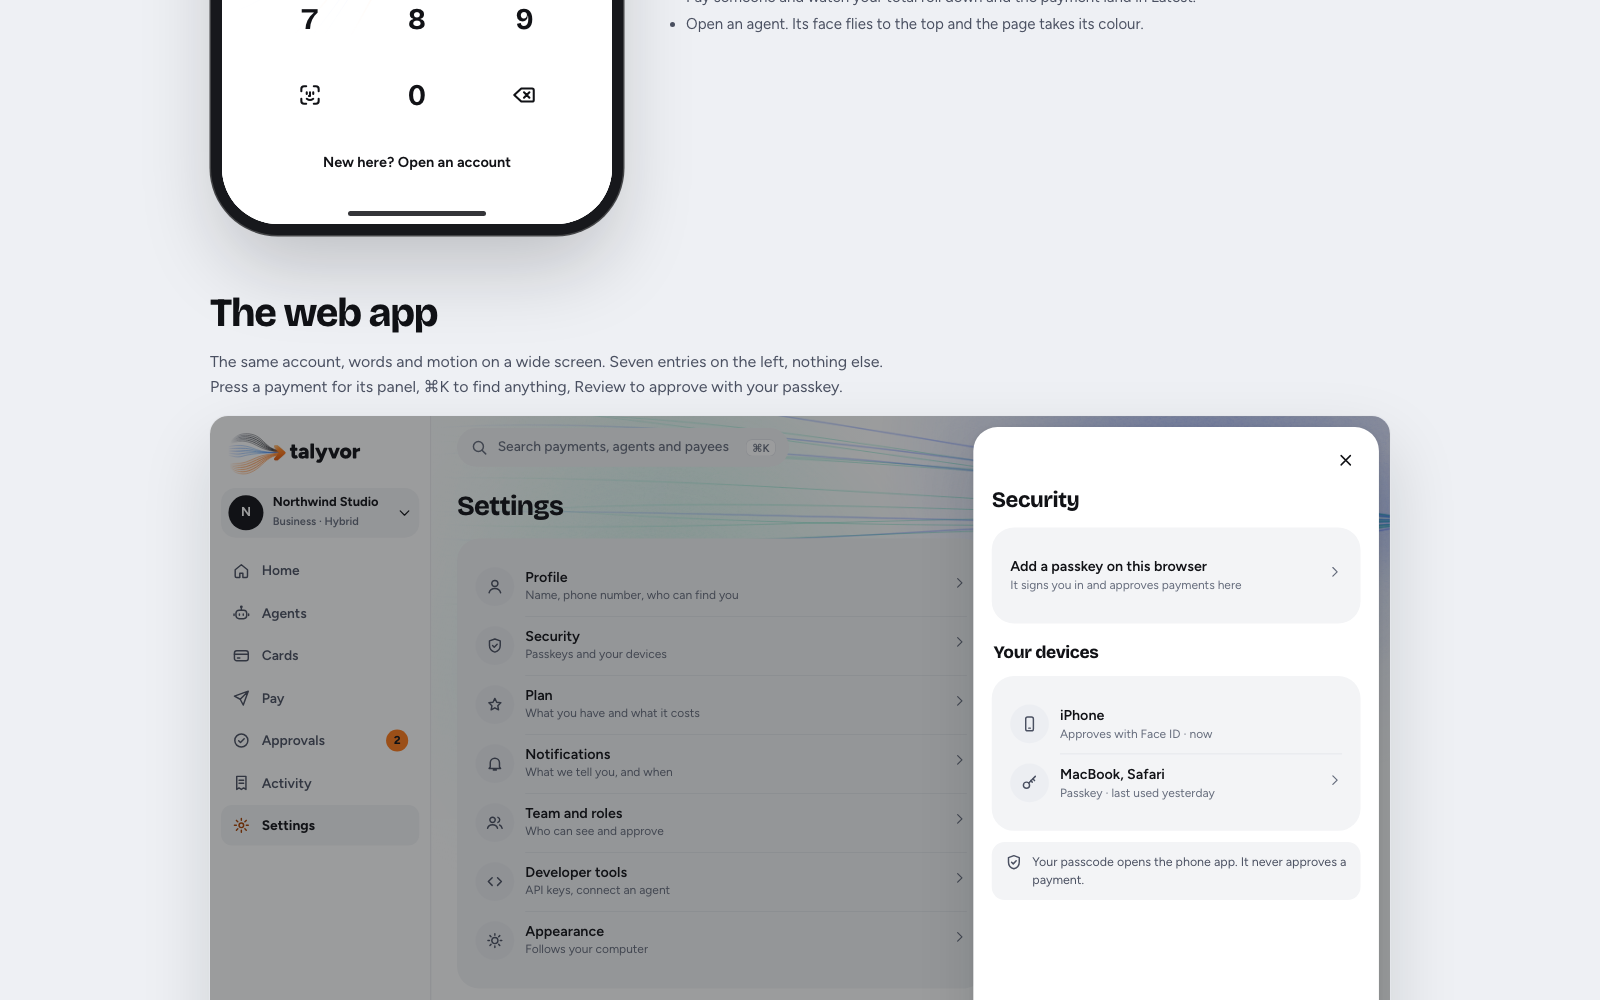 7 8 9
Open an agent. Its face flies to the top and the page takes its colour.
0
New here? Open an account
The web app
The same account, words and motion on a wide screen. Seven entries on the left, nothing else.
Press a payment for its panel, ⌘K to find anything, Review to approve with your passkey.
talyvor
N
Northwind Studio
Business · Hybrid
Home
Agents
Cards
Pay
Approvals 2
Activity
Settings
Search payments, agents and payees ⌘K
Settings
Profile
Name, phone number, who can find you
Security
Passkeys and your devices
Plan
What you have and what it costs
Notifications
What we tell you, and when
Team and roles
Who can see and approve
Developer tools
API keys, connect an agent
Appearance
Follows your computer
Security
Add a passkey on this browser
It signs you in and approves payments here
Your devices
iPhone
Approves with Face ID · now
MacBook, Safari
Passkey · last used yesterday
Your passcode opens the phone app. It never approves a
payment.